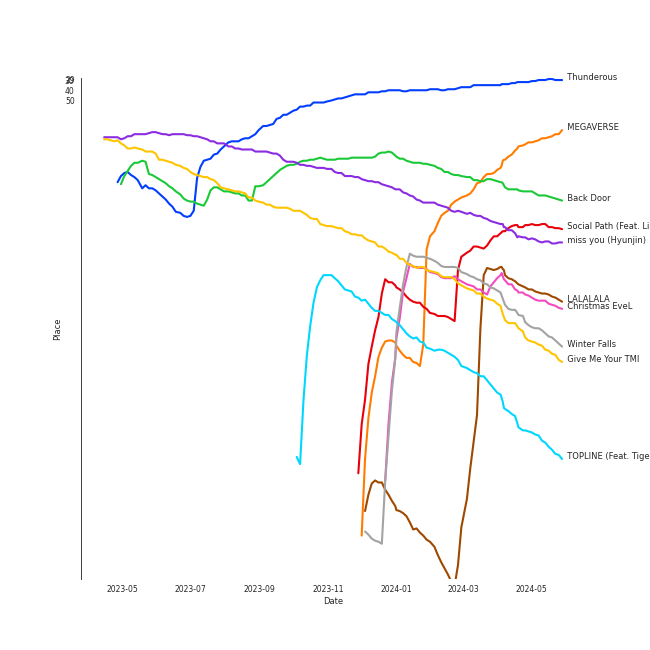 40
50
Thunderous
MEGAVERSE
Back Door
Social Path (Feat. Li
miss you (Hyunjin)
LALALALA
Christmas EveL
Winter Falls
Give Me Your TMI
TOPLINE (Feat. Tige
Place
2023-05 2023-07 2023-09 2023-11 2024-01 2024-03 2024-05
Date